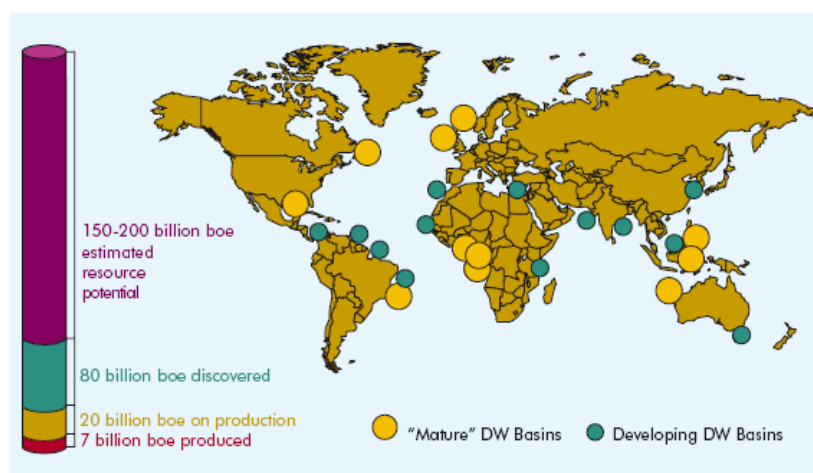 150-200 billion boe
estimated
resource
potential
80 billion boe discovered
20 billion boe on production
7 billion boe produced
"Mature" DW Basins
Developing DW Basins